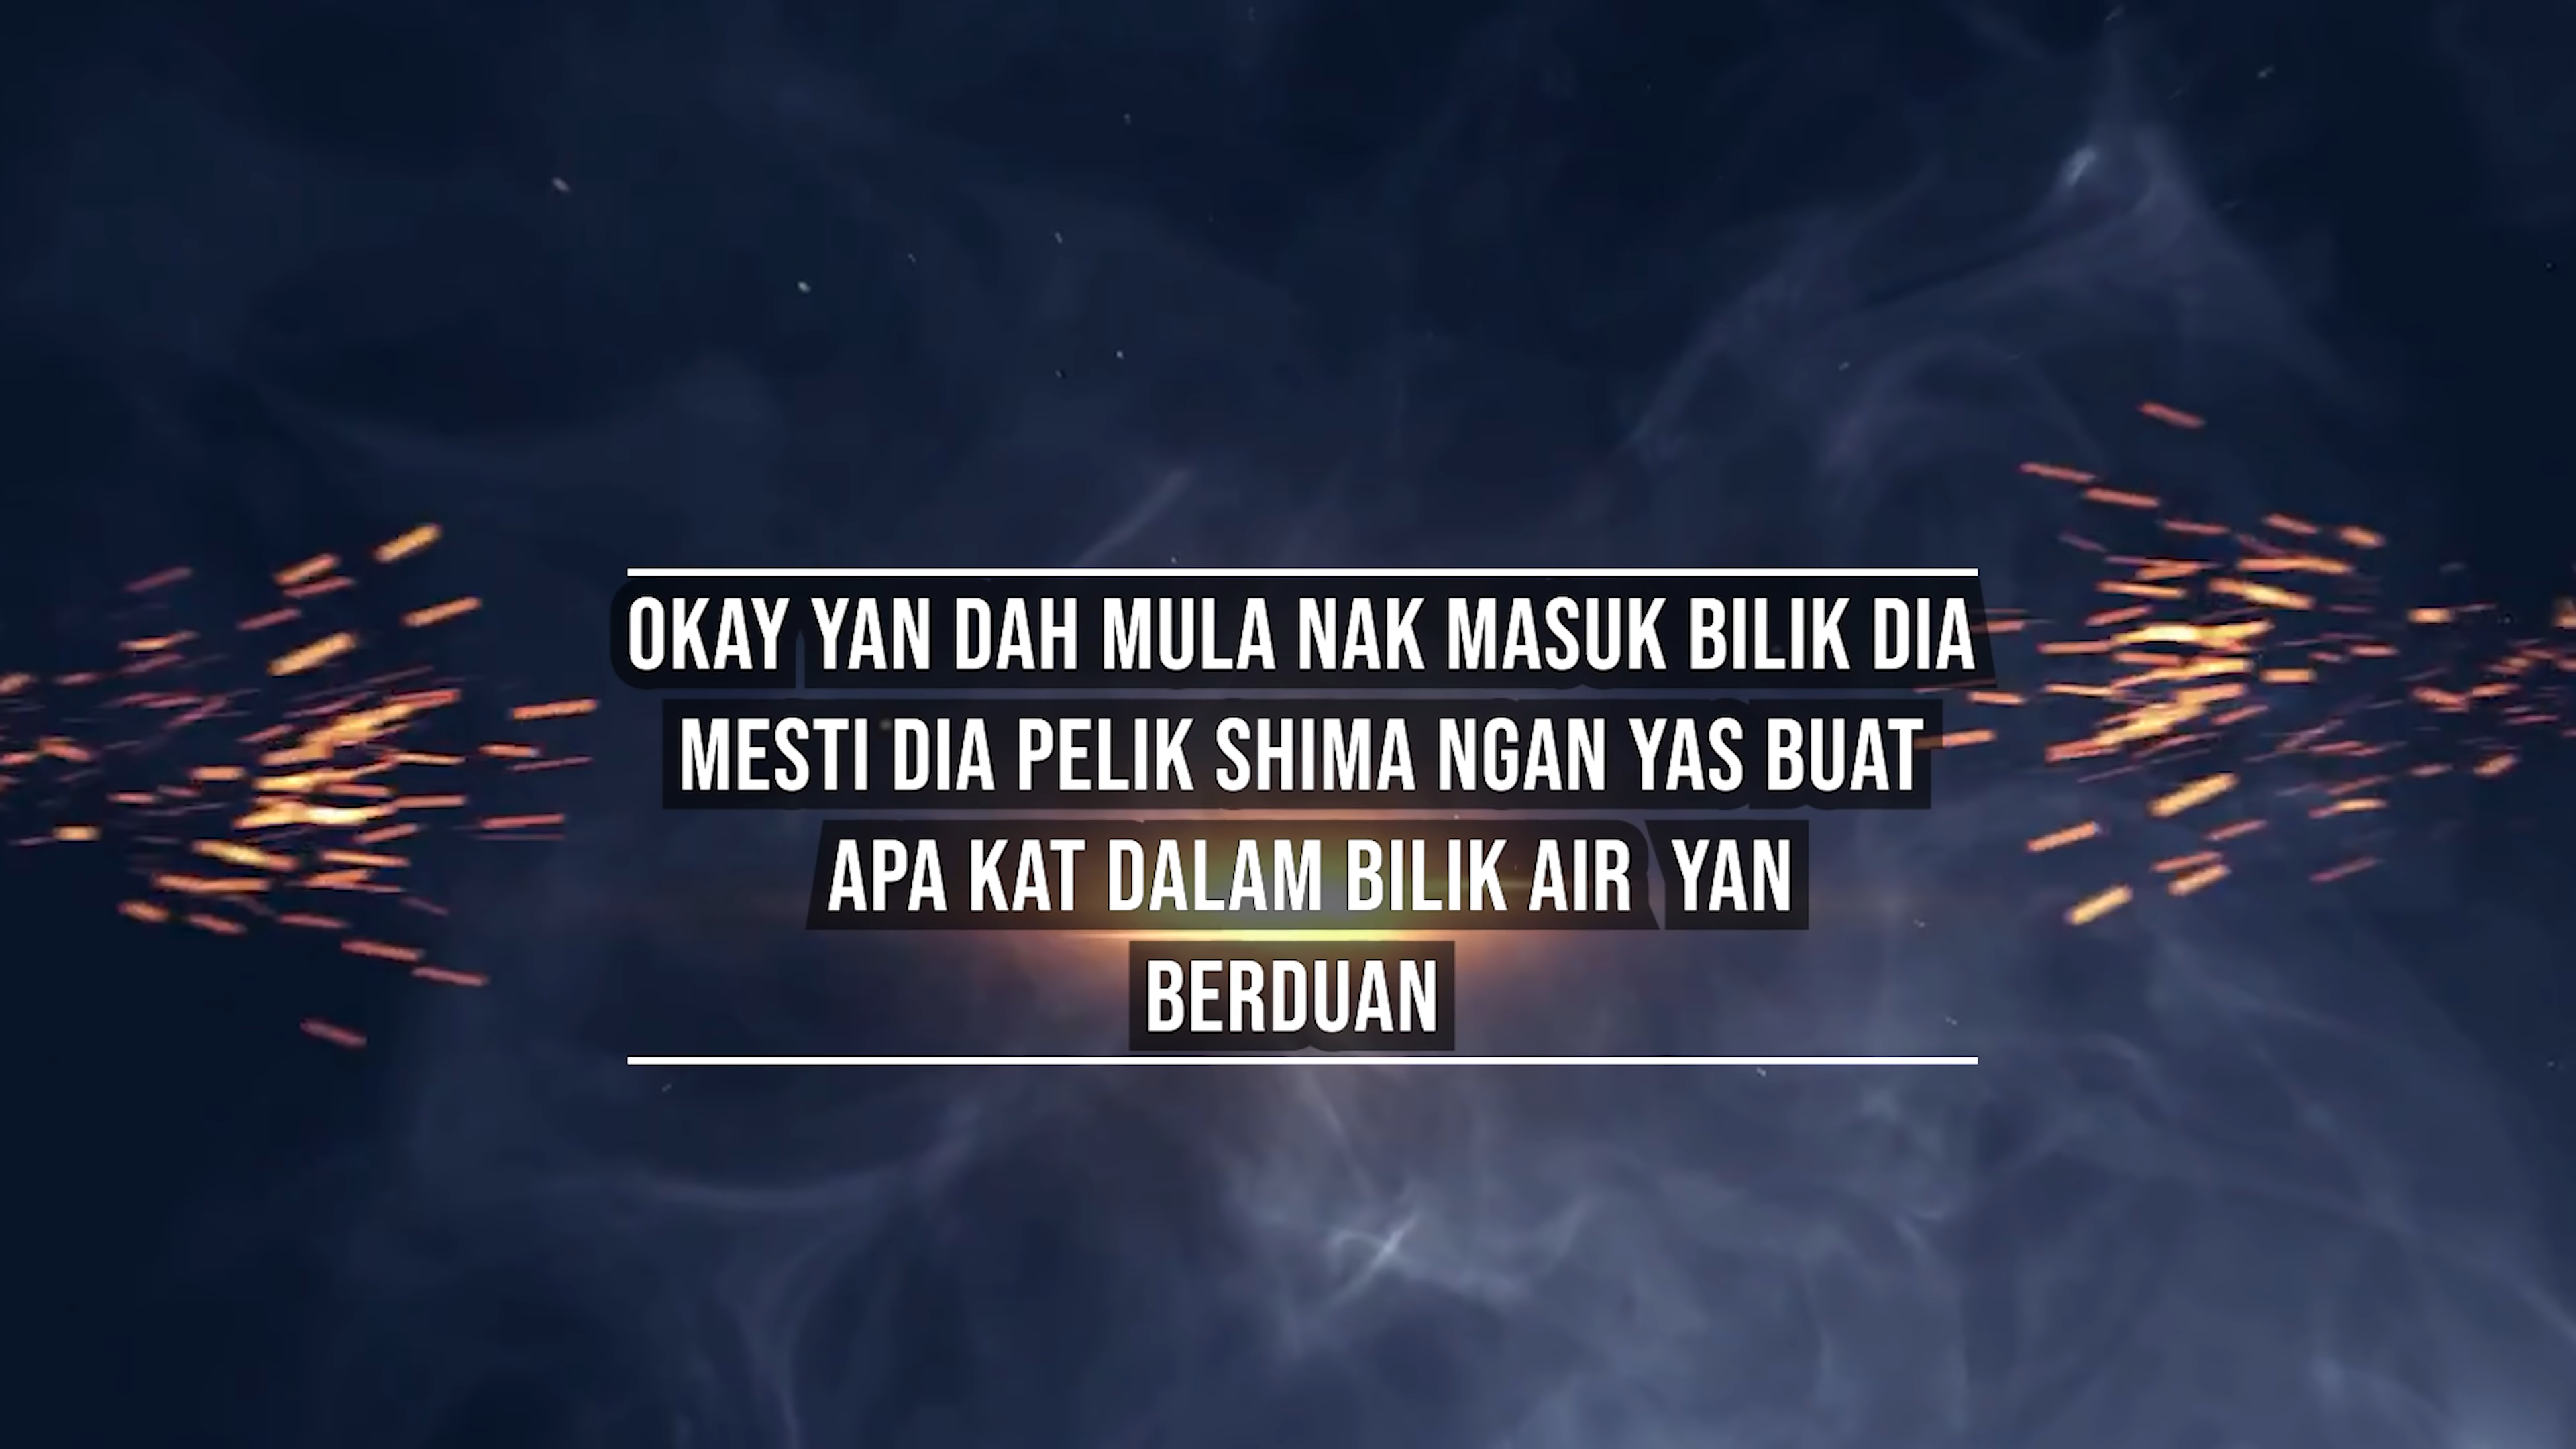 OKAY YAN DAH MULA NAK MASUK BILIK DIA
MESTI DIA PELIK SHIMA NGAN YAS BUAT
APA KAT DALAM BILIK AIR YAN
BERDUAN